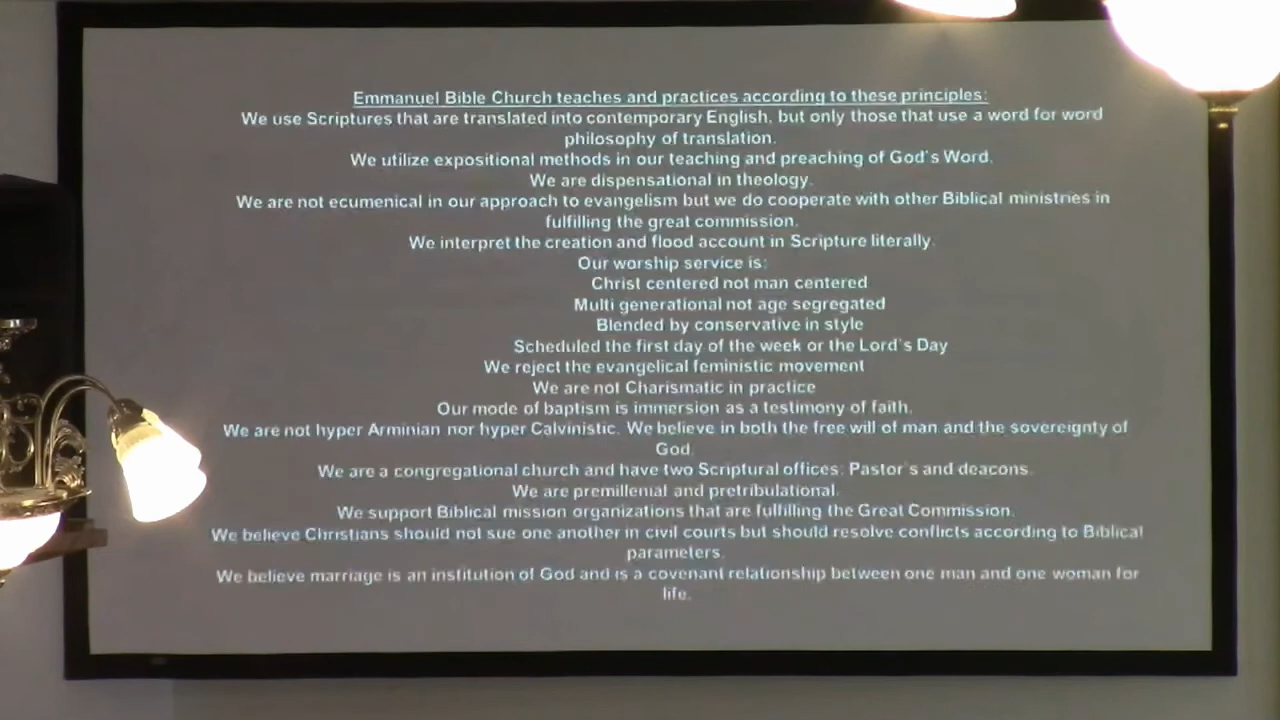 Emmanuel Bible Church teaches and practices according to these principles:
We use Scriptures that are translated into contemporary English, but only those that use a word for word
philosophy of translation.
We utilize expositional methods in our teaching and preaching of God's Word.
We are dispensational in theology.
We are not ecumenical in our approach to evangelism but we do cooperate with other Biblical ministries in
fulfilling the great commission.
We interpret the creation and flood account in Scripture literally.
Our worship service is:
Christ centered not man centered
Multi generational not age segregated
Blended by conservative in style
Scheduled the first day of the week or the Lord's Day
We reject the evangelical feministic movement
We are not Charismatic in practice
Our mode of baptism is immersion as a testimony of faith.
We are not hyper Arminian nor hyper Calvinistic. We believe in both the free will of man and the sovereignty of
God.
We are a congregational church and have two Scriptural offices: Pastor's and deacons.
We are premillenial and pretribulational.
We support Biblical mission organizations that are fulfilling the Great Commission.
We believe Christians should not sue one another in civil courts but should resolve conflicts according to Biblical
parameters.
We believe marriage is an institution of God and is a covenant relationship between one man and one woman for
life.